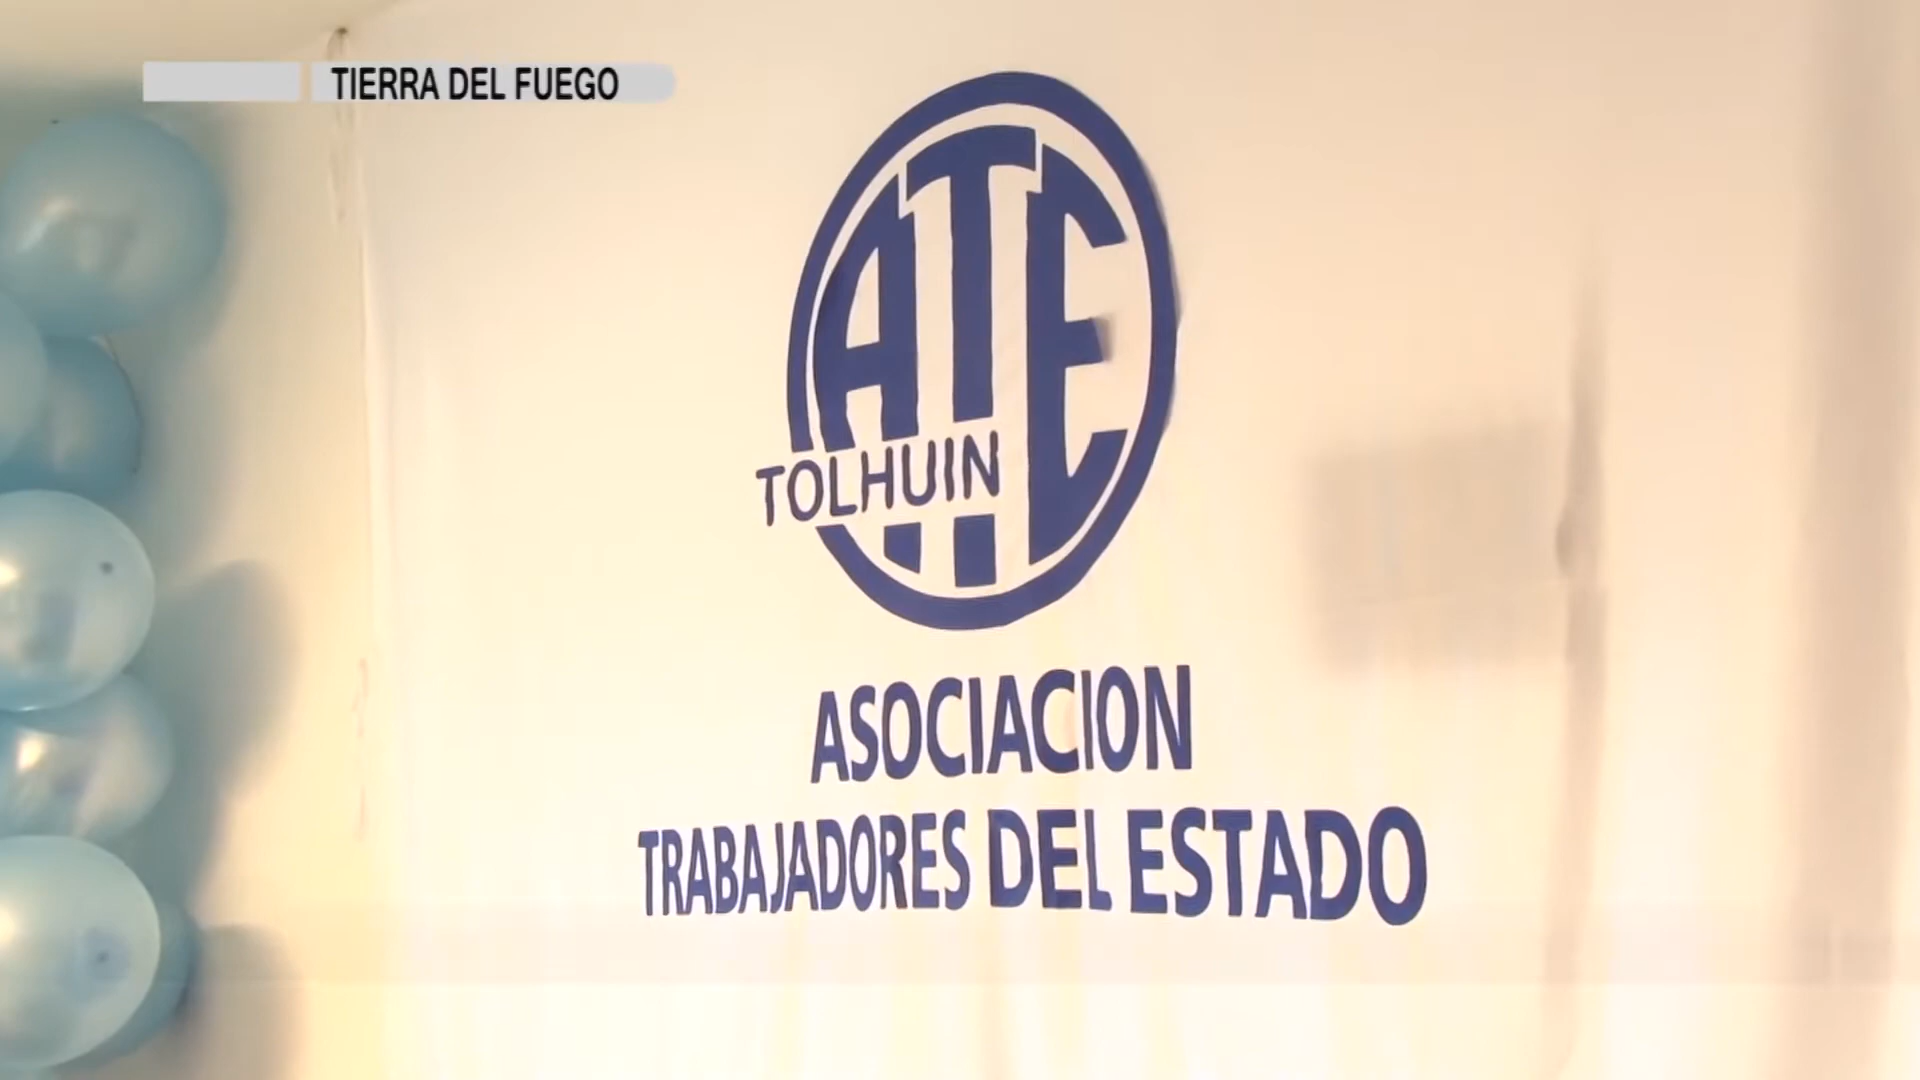 TIERRA DEL FUEGO
ATE
TOLHUIN
ASOCIACION
TRABAJADORES DEL ESTADO